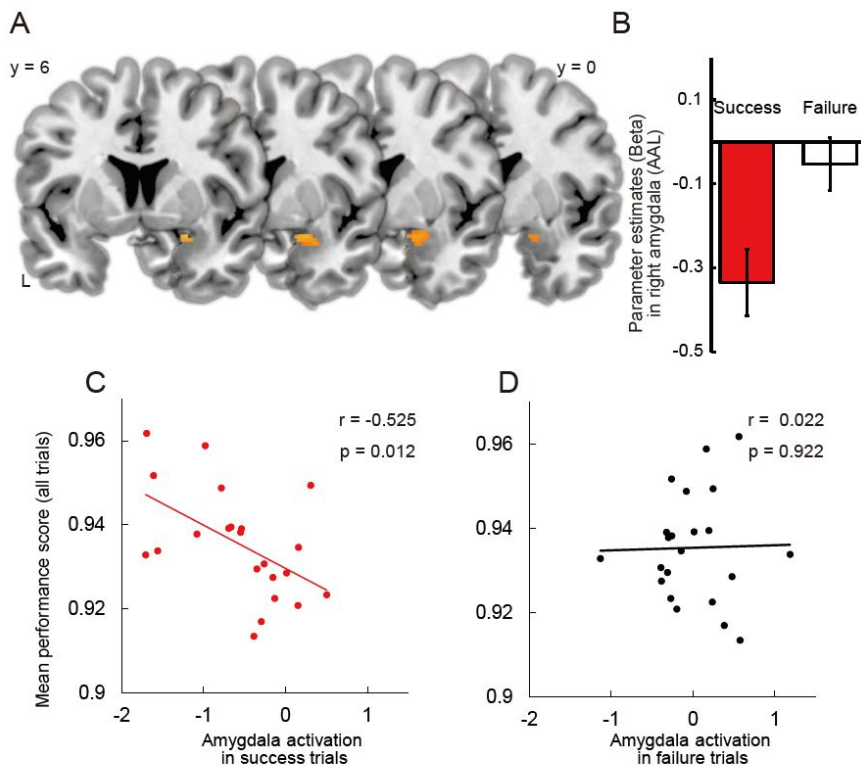 A
y = 6
y = 0
L
B
Parameter estimates (Beta)
in right amygdala (AAL)
0.1
-0.1
-0.3
-0.5
Success
Failure
C
Mean performance score (all trials)
0.96
0.94
0.92
0.9
r = -0.525
p = 0.012
-2
-1
0
1
Amygdala activation
in success trials
D
0.96
0.94
0.92
0.9
r = 0.022
p = 0.922
-2
-1
0
1
Amygdala activation
in failure trials